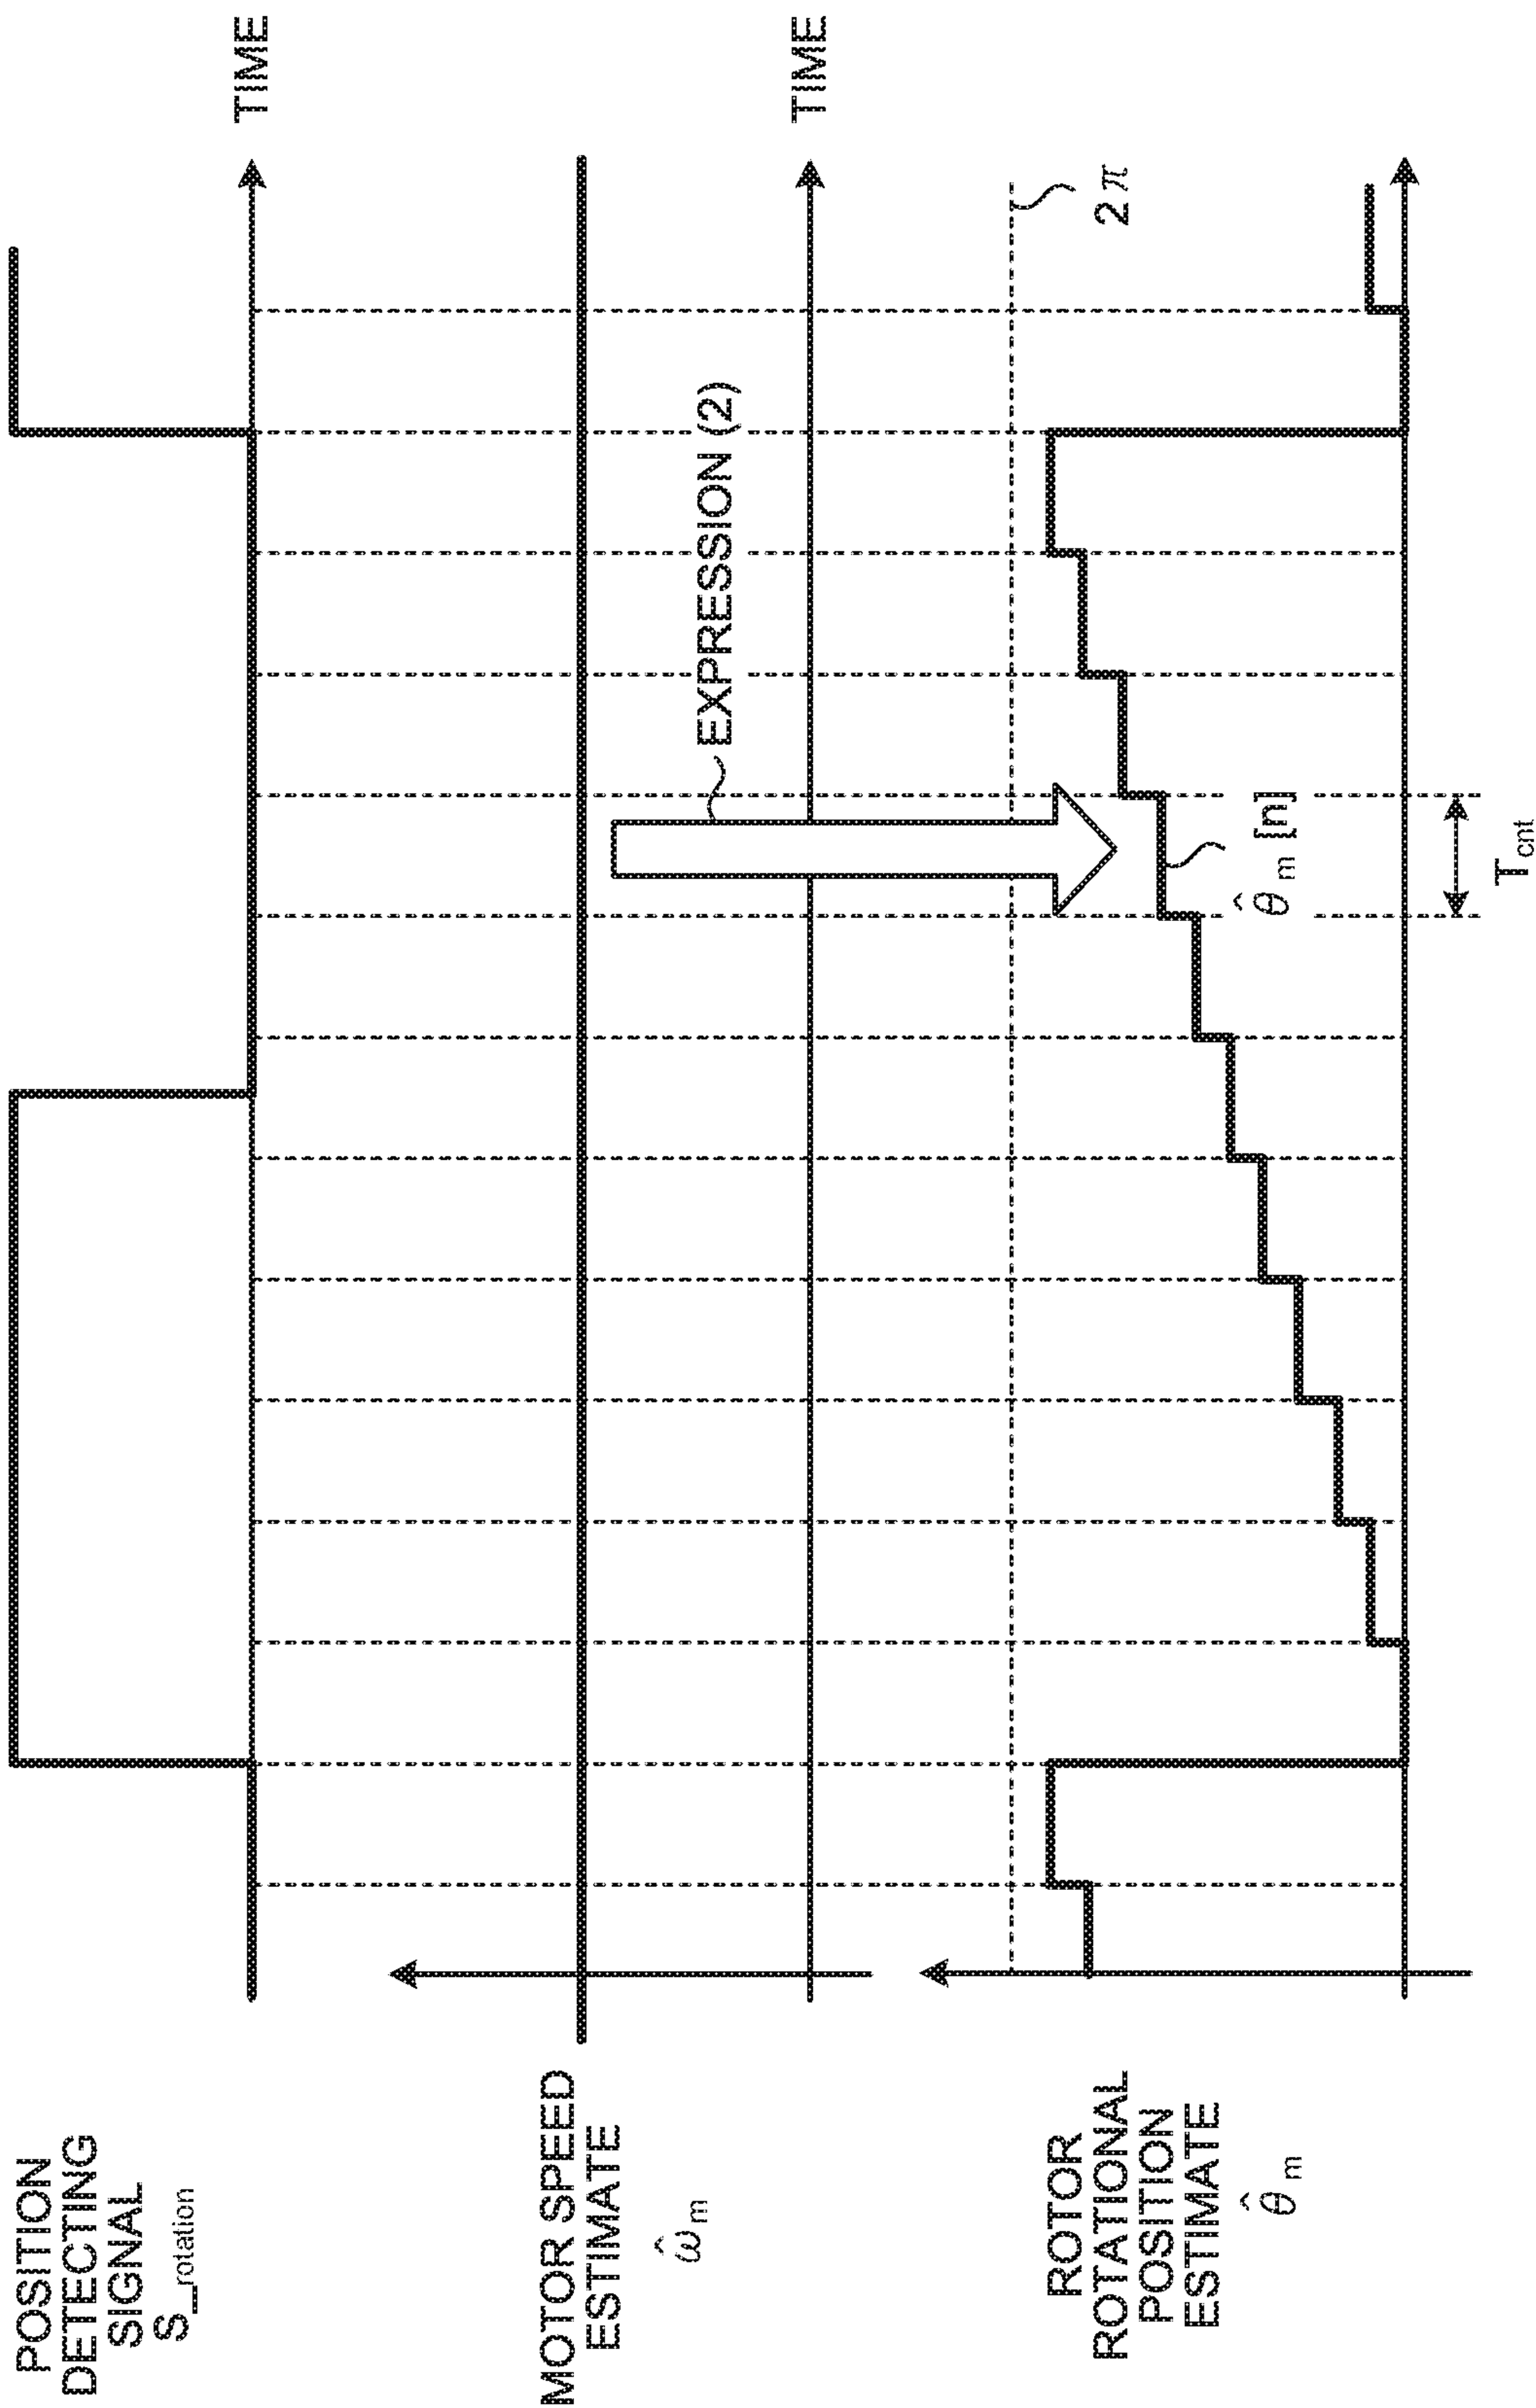 POSITION
DETECTING
SIGNAL
S_rotation
TIME
MOTOR SPEED
ESTIMATE
ω̂m
EXPRESSION (2)
TIME
2π
ROTOR
ROTATIONAL
POSITION
ESTIMATE
θ̂m
θ̂m [n]
Tcnt